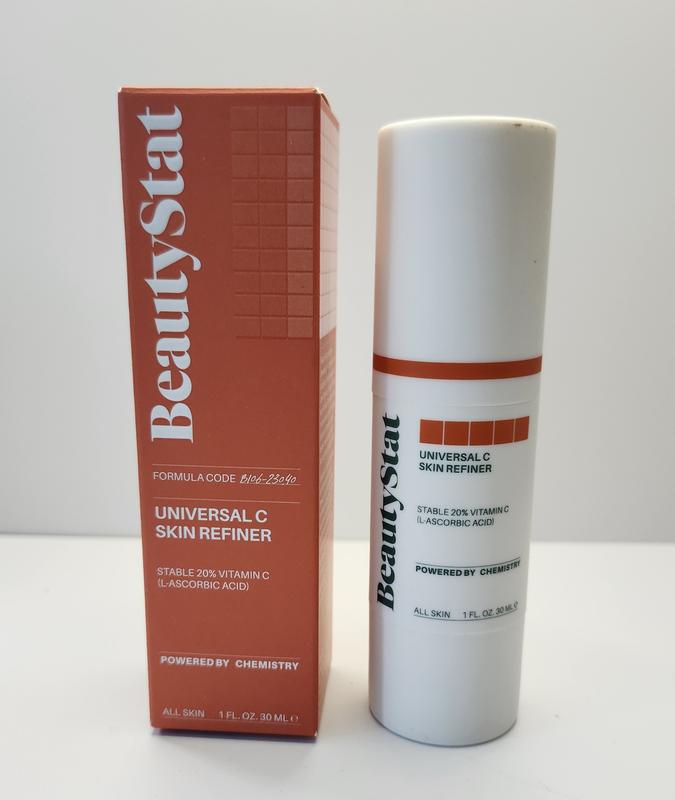 BeautyStat
FORMULA CODE B106-23040
UNIVERSAL C
SKIN REFINER
STABLE 20% VITAMIN C
(L-ASCORBIC ACID)
POWERED BY CHEMISTRY
ALL SKIN 1 FL. OZ. 30 ML ℮
BeautyStat
UNIVERSAL C
SKIN REFINER
STABLE 20% VITAMIN C
(L-ASCORBIC ACID)
POWERED BY CHEMISTRY
ALL SKIN 1 FL. OZ. 30 ML ℮